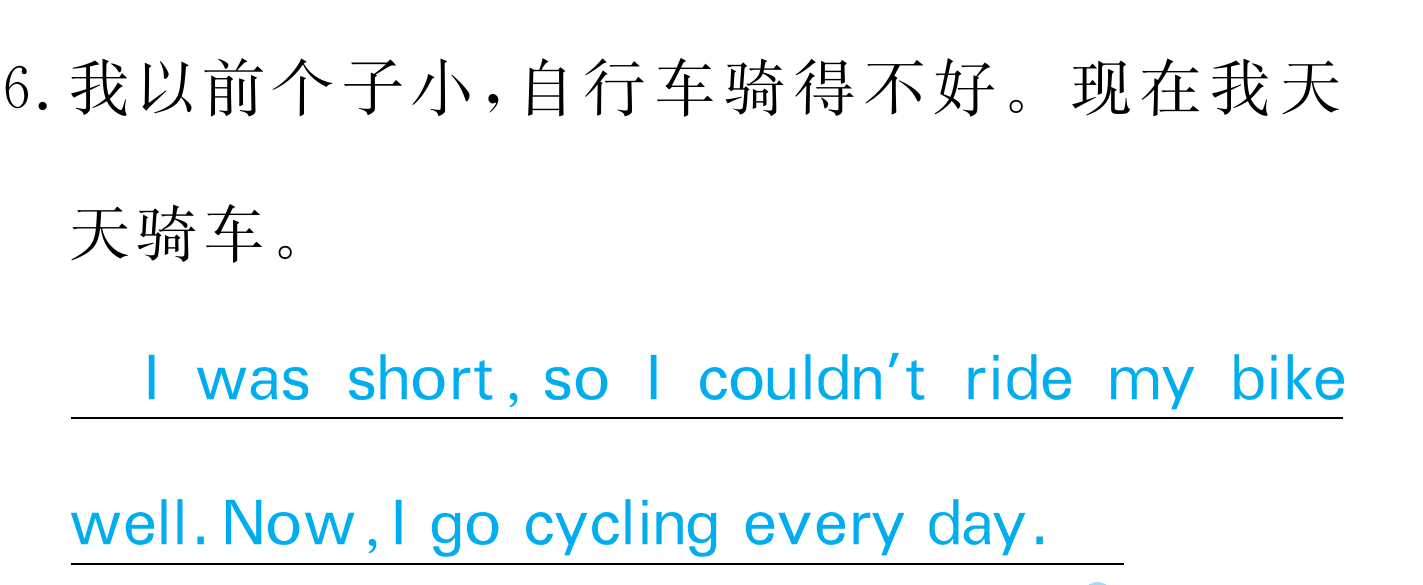 6.我以前个子小,自行车骑得不好。现在我天
天骑车。
I was short, so I couldn't ride my bike
well. Now, I go cycling every day.